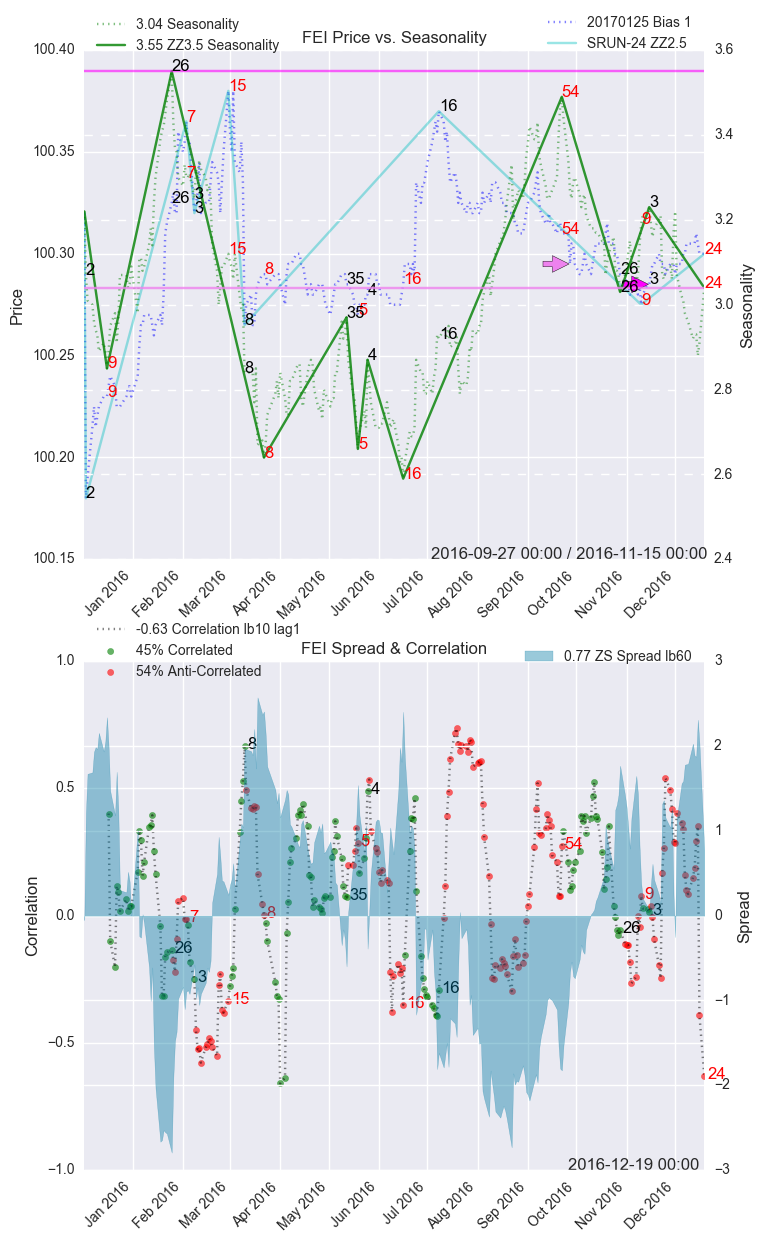 3.04 Seasonality
3.55 ZZ3.5 Seasonality
FEI Price vs. Seasonality
20170125 Bias 1
SRUN-24 ZZ2.5
100.40
100.35
100.30
100.25
100.20
100.15
Price
3.6
3.4
3.2
3.0
2.8
2.6
2.4
Seasonality
26
15
7
16
54
7
26
3
3
3
9
54
15
2
8
35
4
16
26
26
3
9
24
24
8
35
5
16
9
8
4
9
8
5
16
2
2016-09-27 00:00 / 2016-11-15 00:00
Jan 2016
Feb 2016
Mar 2016
Apr 2016
May 2016
Jun 2016
Jul 2016
Aug 2016
Sep 2016
Oct 2016
Nov 2016
Dec 2016
-0.63 Correlation lb10 lag1
45% Correlated
54% Anti-Correlated
FEI Spread & Correlation
0.77 ZS Spread lb60
1.0
0.5
0.0
−0.5
−1.0
Correlation
3
2
1
0
−1
−2
−3
Spread
8
4
5
54
35
9
3
7
8
26
26
3
15
16
16
24
2016-12-19 00:00
Jan 2016
Feb 2016
Mar 2016
Apr 2016
May 2016
Jun 2016
Jul 2016
Aug 2016
Sep 2016
Oct 2016
Nov 2016
Dec 2016